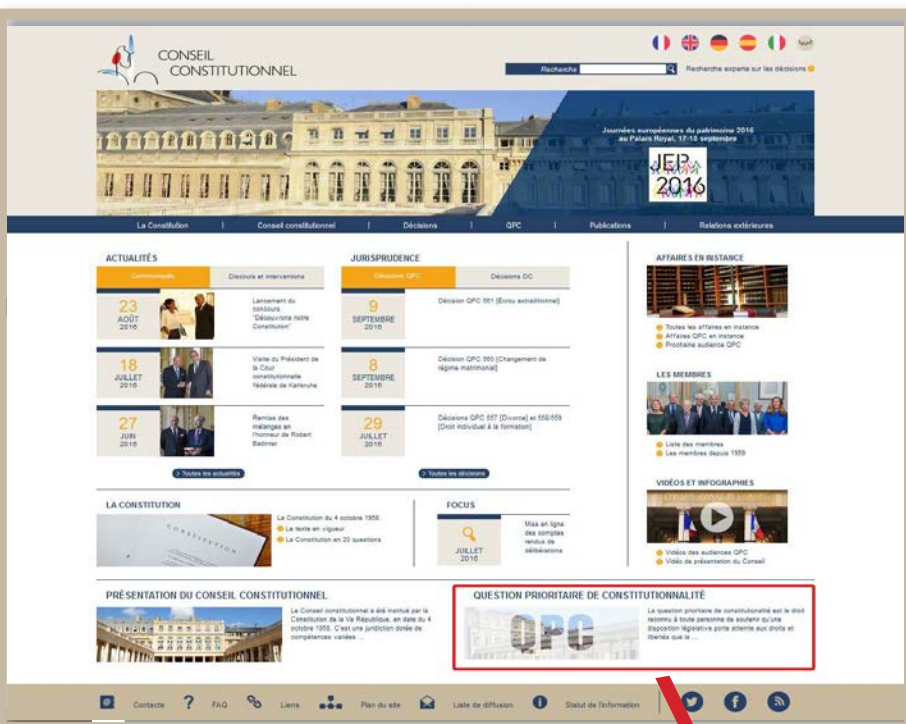 CONSEIL
CONSTITUTIONNEL
Recherche
Recherche experte sur les décisions
Journées européennes du patrimoine 2016
au Palais Royal, 17-18 septembre
JEP
2016
La Constitution | Conseil constitutionnel | Décisions | QPC | Publications | Relations extérieures
ACTUALITÉS
Communiqués
Discours et interventions
23
AOÛT
2016
Lancement du
concours
"Découvrons notre
Constitution"
18
JUILLET
2016
Visite du Président de
la Cour
constitutionnelle
fédérale de Karlsruhe
27
JUIN
2016
Remise des
mélanges en
l'honneur de Robert
Badinter
> Toutes les actualités
JURISPRUDENCE
Décisions QPC
Décisions DC
9
SEPTEMBRE
2016
Décision QPC 561 [Écrou extraditionnel]
8
SEPTEMBRE
2016
Décision QPC 560 [Changement de
régime matrimonial]
29
JUILLET
2016
Décisions QPC 557 [Divorce] et 558/559
[Droit individuel à la formation]
> Toutes les décisions
AFFAIRES EN INSTANCE
Toutes les affaires en instance
Affaires QPC en instance
Prochaine audience QPC
LES MEMBRES
Liste des membres
Les membres depuis 1959
VIDÉOS ET INFOGRAPHIES
Vidéos des audiences QPC
Vidéo de présentation du Conseil
LA CONSTITUTION
CONSTITUTION
La Constitution du 4 octobre 1958
Le texte en vigueur
La Constitution en 20 questions
FOCUS
JUILLET
2016
Mise en ligne
des comptes
rendus de
délibérations
PRÉSENTATION DU CONSEIL CONSTITUTIONNEL
Le Conseil constitutionnel a été institué par la
Constitution de la Ve République, en date du 4
octobre 1958. C'est une juridiction dotée de
compétences variées ...
QUESTION PRIORITAIRE DE CONSTITUTIONNALITÉ
QPC
La question prioritaire de constitutionnalité est le droit
reconnu à toute personne de soutenir qu'une
disposition législative porte atteinte aux droits et
libertés que la ...
Contacts
? FAQ
Liens
Plan du site
Liste de diffusion
Statut de l'information